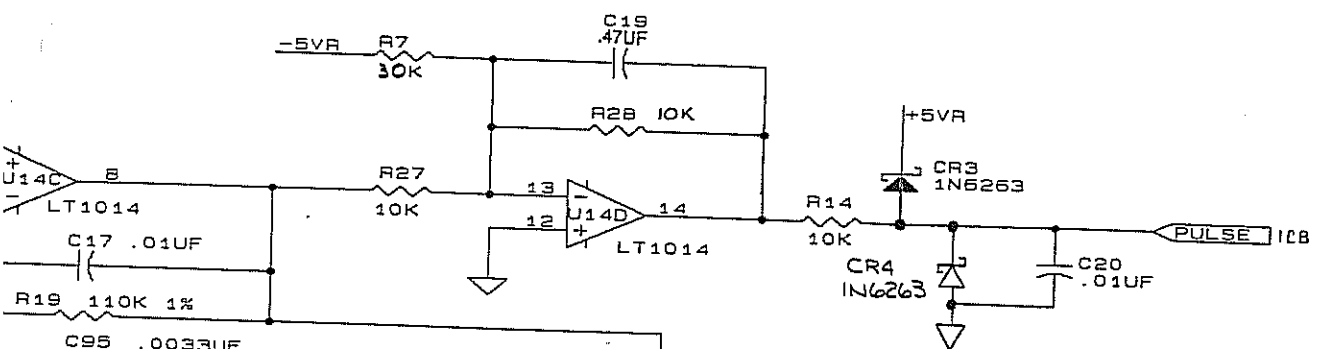 C19
.47UF
-5VR
R7
30K
R28 10K
+5VR
CR3
1N6263
+
U14C
-
8
LT1014
R27
10K
13
12
-
U14D
+
14
LT1014
R14
10K
PULSE
1CB
C17 .01UF
CR4
1N6263
C20
.01UF
R19 110K 1%
C95 .0033UF